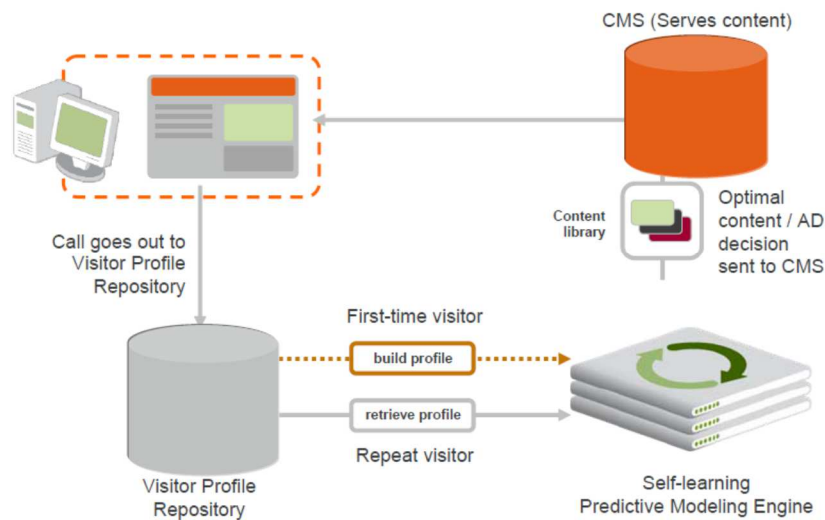 CMS (Serves content)
Content
library
Optimal
content / AD
decision
sent to CMS
Call goes out to
Visitor Profile
Repository
First-time visitor
build profile
retrieve profile
Repeat visitor
Visitor Profile
Repository
Self-learning
Predictive Modeling Engine